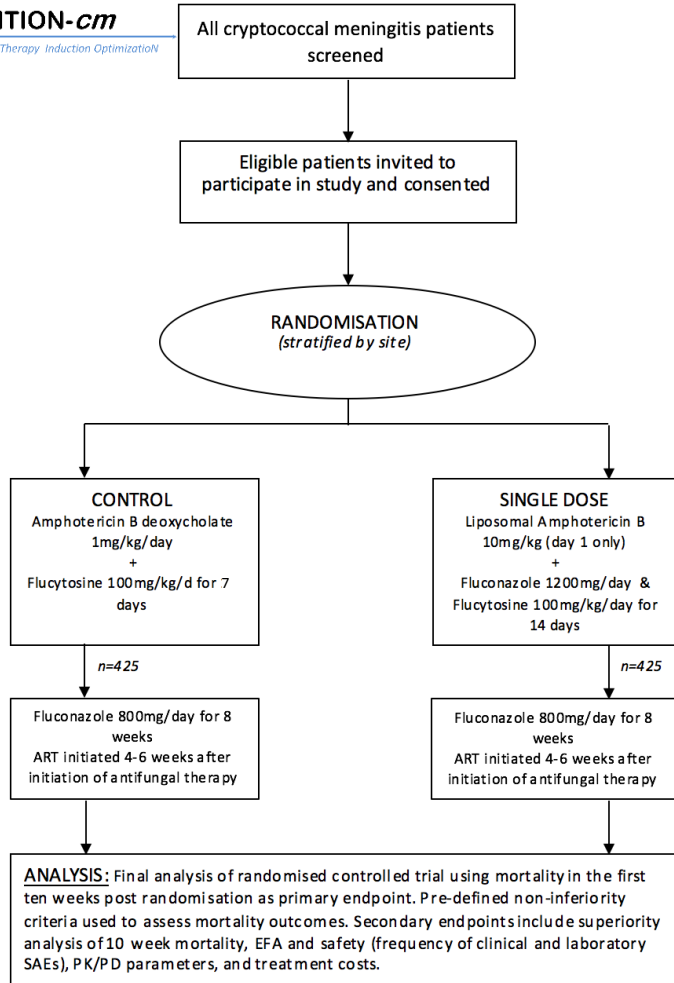 ITION-cm
Therapy Induction OptimizatioN
All cryptococcal meningitis patients
screened
Eligible patients invited to
participate in study and consented
RANDOMISATION
(stratified by site)
CONTROL
Amphotericin B deoxycholate
1mg/kg/day
+
Flucytosine 100mg/kg/d for 7
days
SINGLE DOSE
Liposomal Amphotericin B
10mg/kg (day 1 only)
+
Fluconazole 1200mg/day &
Flucytosine 100mg/kg/day for
14 days
n=425
n=425
Fluconazole 800mg/day for 8
weeks
ART initiated 4-6 weeks after
initiation of antifungal therapy
Fluconazole 800mg/day for 8
weeks
ART initiated 4-6 weeks after
initiation of antifungal therapy
ANALYSIS: Final analysis of randomised controlled trial using mortality in the first
ten weeks post randomisation as primary endpoint. Pre-defined non-inferiority
criteria used to assess mortality outcomes. Secondary endpoints include superiority
analysis of 10 week mortality, EFA and safety (frequency of clinical and laboratory
SAEs), PK/PD parameters, and treatment costs.